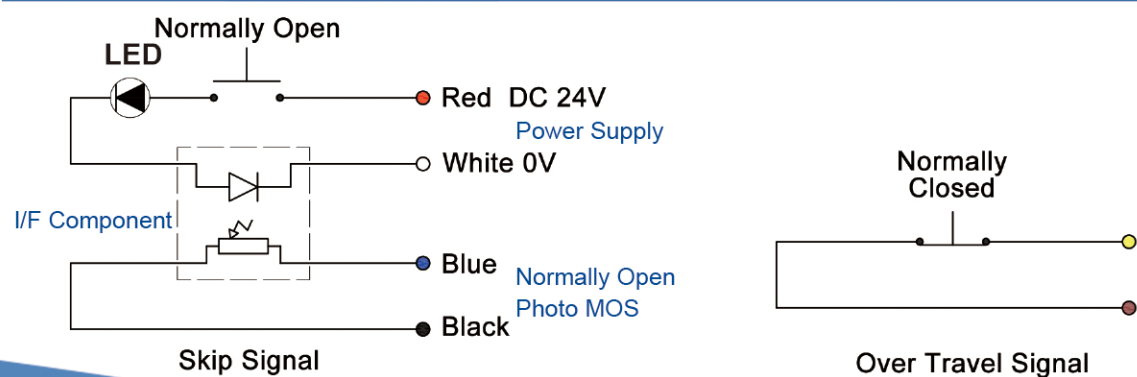 Normally Open
LED
Red DC 24V
Power Supply
White 0V
I/F Component
Blue
Normally Open
Photo MOS
Black
Skip Signal
Normally
Closed
Over Travel Signal